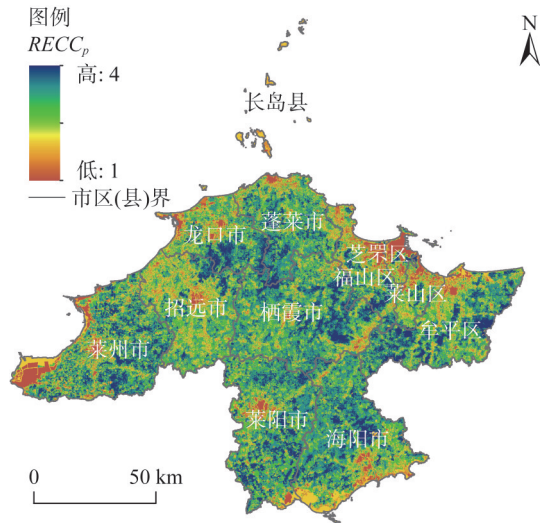 图例
RECCₚ
高: 4
低: 1
市区(县)界
N
长岛县
蓬莱市
龙口市
芝罘区
福山区
莱山区
招远市
栖霞市
牟平区
莱州市
莱阳市
海阳市
0 50 km